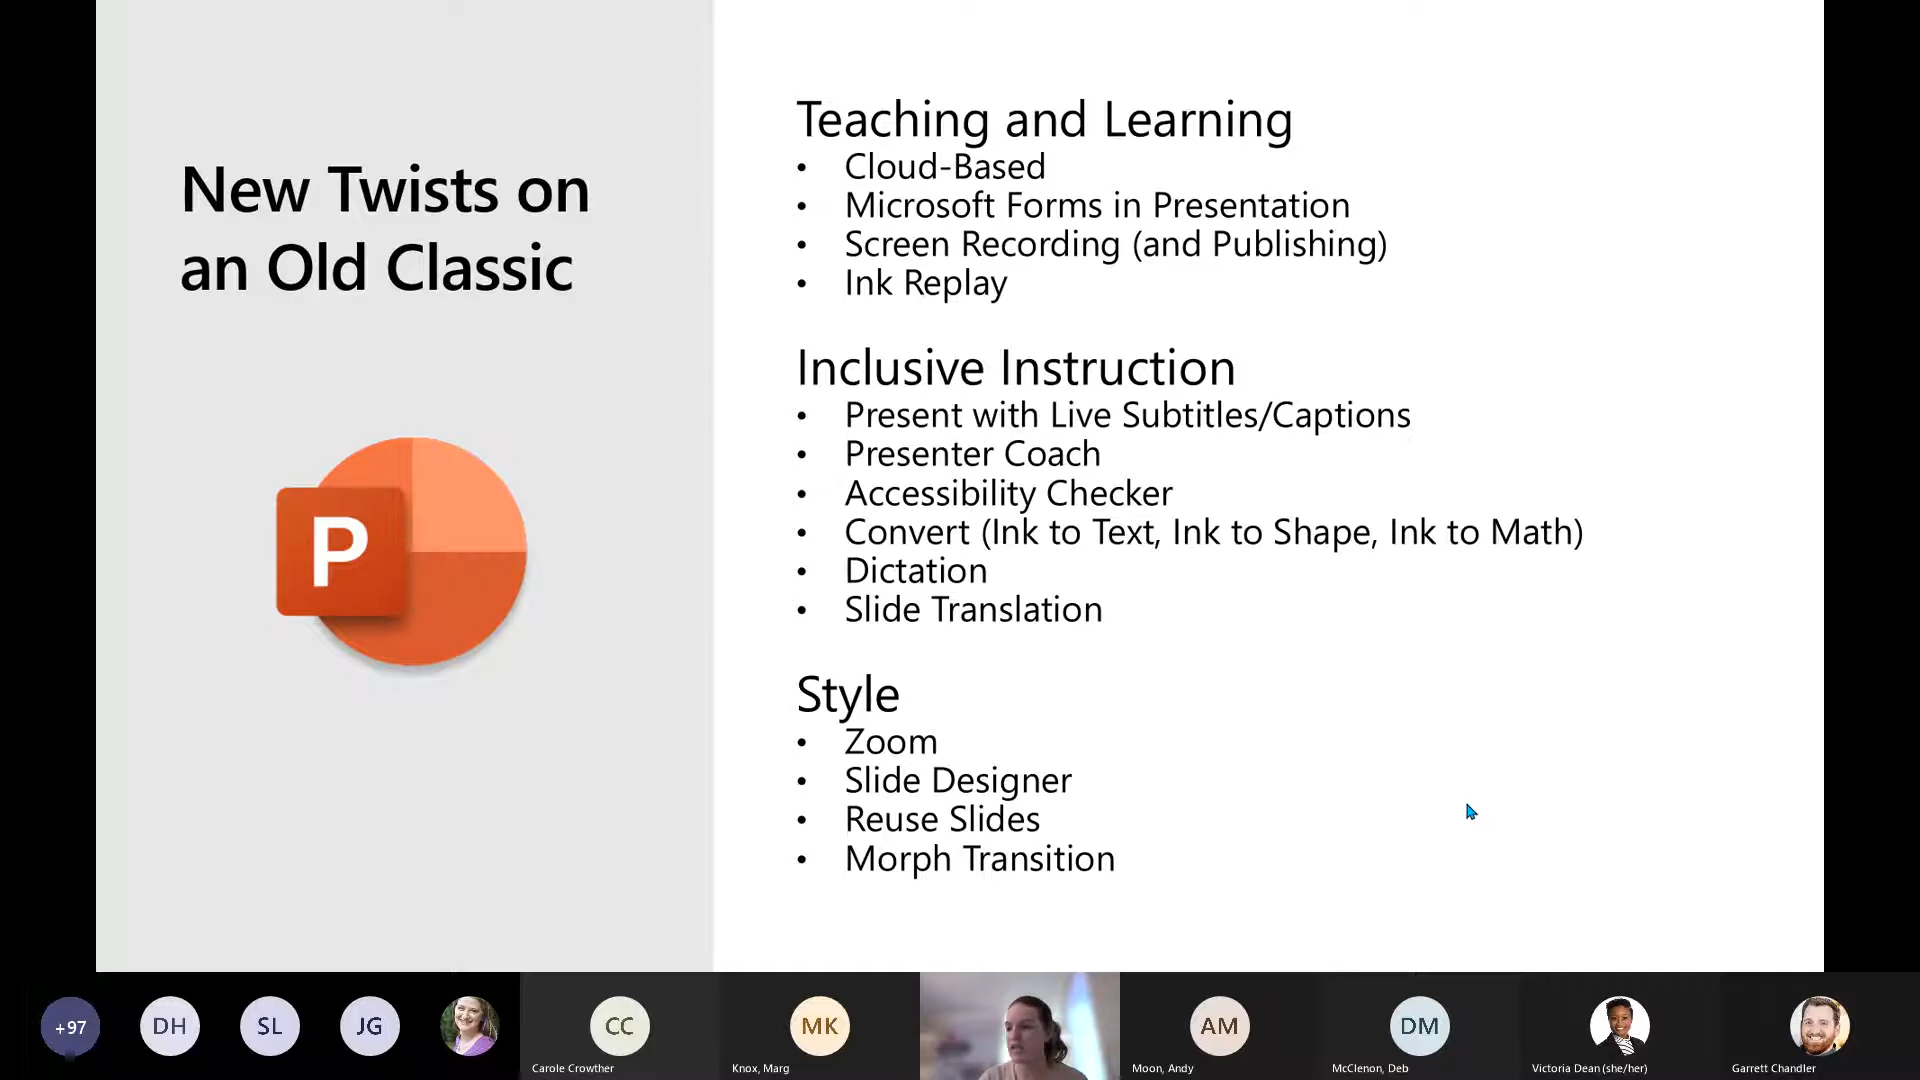 New Twists on
an Old Classic
P
Teaching and Learning
• Cloud-Based
• Microsoft Forms in Presentation
• Screen Recording (and Publishing)
• Ink Replay
Inclusive Instruction
• Present with Live Subtitles/Captions
• Presenter Coach
• Accessibility Checker
• Convert (Ink to Text, Ink to Shape, Ink to Math)
• Dictation
• Slide Translation
Style
• Zoom
• Slide Designer
• Reuse Slides
• Morph Transition
+97 DH SL JG CC MK AM DM
Carole Crowther Knox, Marg Moon, Andy McClenon, Deb Victoria Dean (she/her) Garrett Chandler